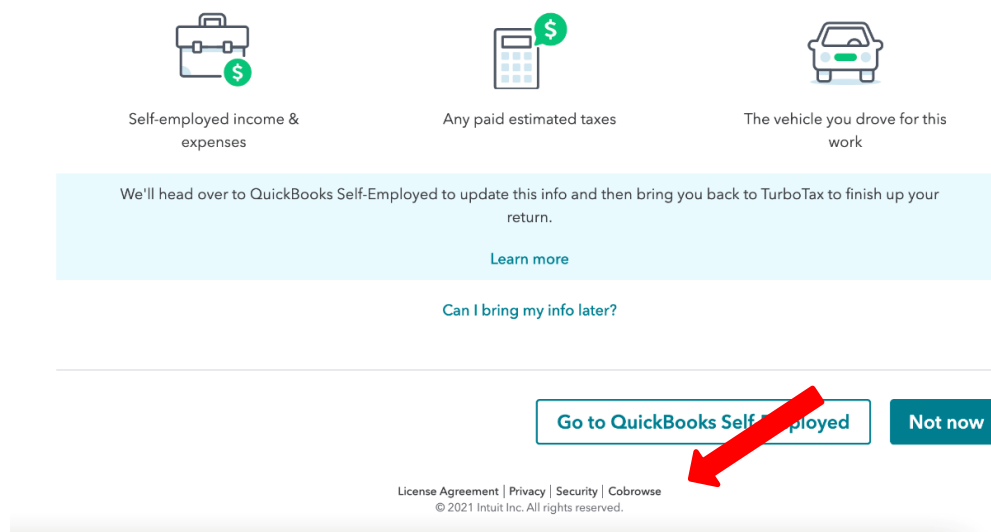 $
$
Self-employed income &
expenses
Any paid estimated taxes
The vehicle you drove for this
work
We'll head over to QuickBooks Self-Employed to update this info and then bring you back to TurboTax to finish up your
return.
Learn more
Can I bring my info later?
Go to QuickBooks Self-Employed
Not now
License Agreement | Privacy | Security | Cobrowse
© 2021 Intuit Inc. All rights reserved.